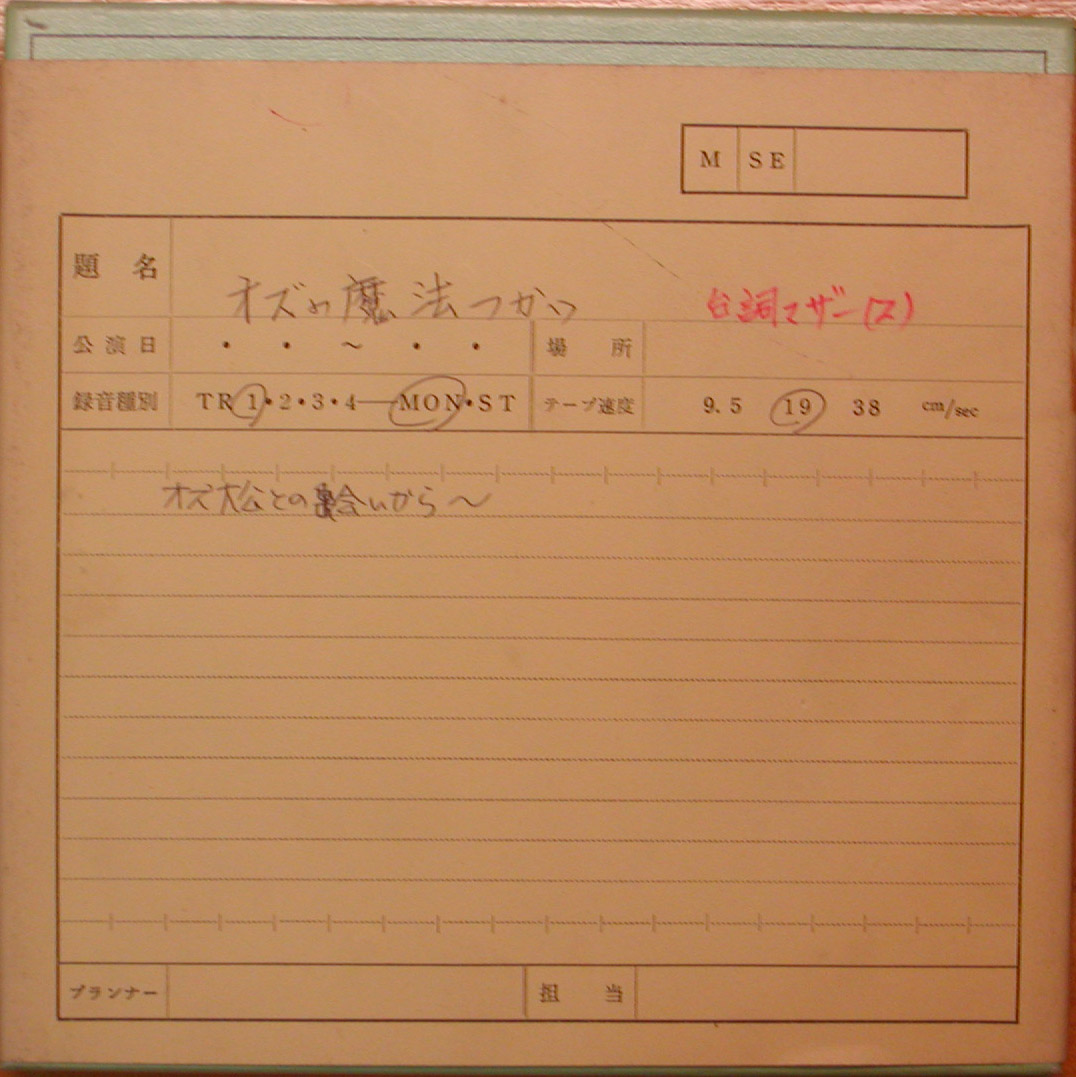 M SE
題名 オズの魔法つかい 台詞マザー(2)
公演日 ・ ・ ～ ・ ・ 場所
録音種別 TR 1・2・3・4―MON・ST テープ速度 9.5 19 38 cm/sec
オズ大公との出会いから～
プランナー 担当